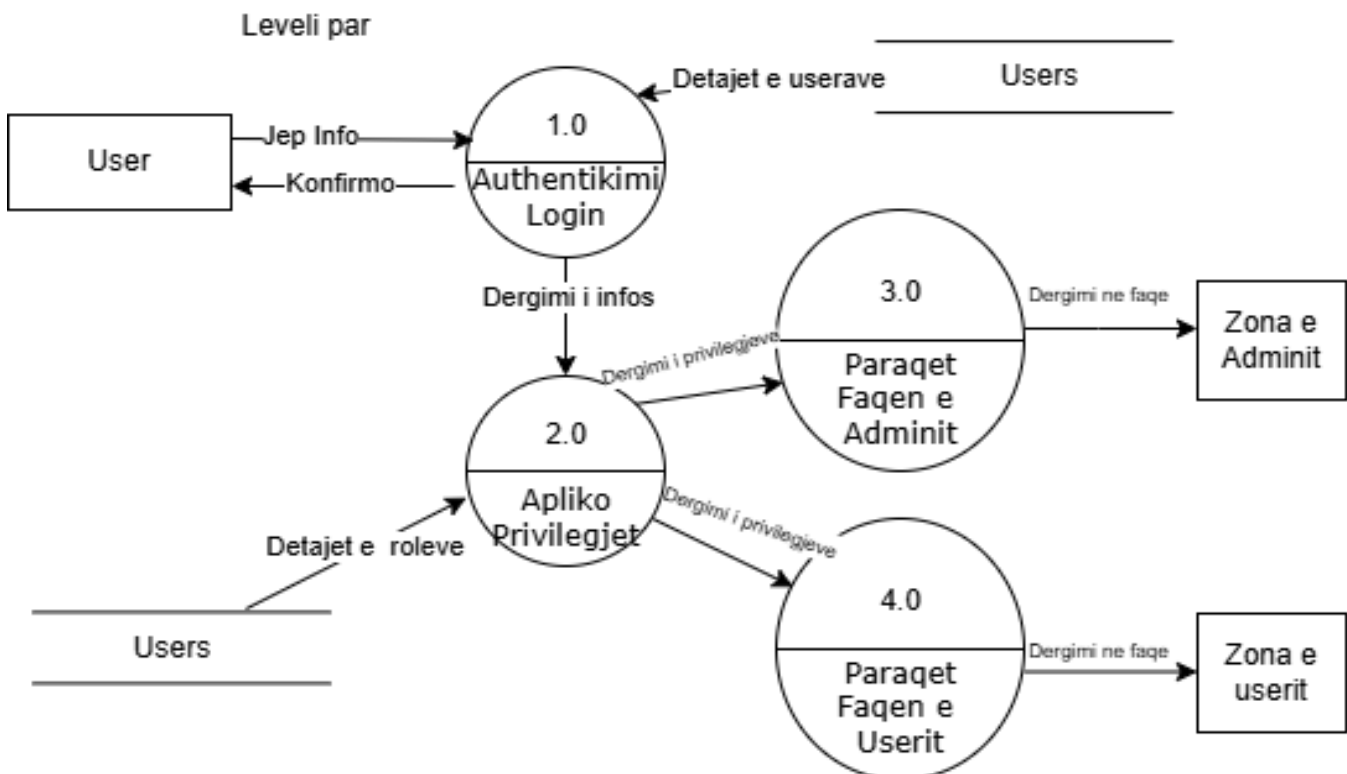 Leveli par
Detajet e userave
Users
User
Jep Info
Konfirmo
1.0
Authentikimi
Login
Dergimi i infos
3.0
Paraqet
Faqen e
Adminit
Dergimi ne faqe
Zona e
Adminit
Dergimi i privilegjeve
2.0
Apliko
Privilegjet
Dergimi i privilegjeve
Detajet e roleve
Users
4.0
Paraqet
Faqen e
Userit
Dergimi ne faqe
Zona e
userit